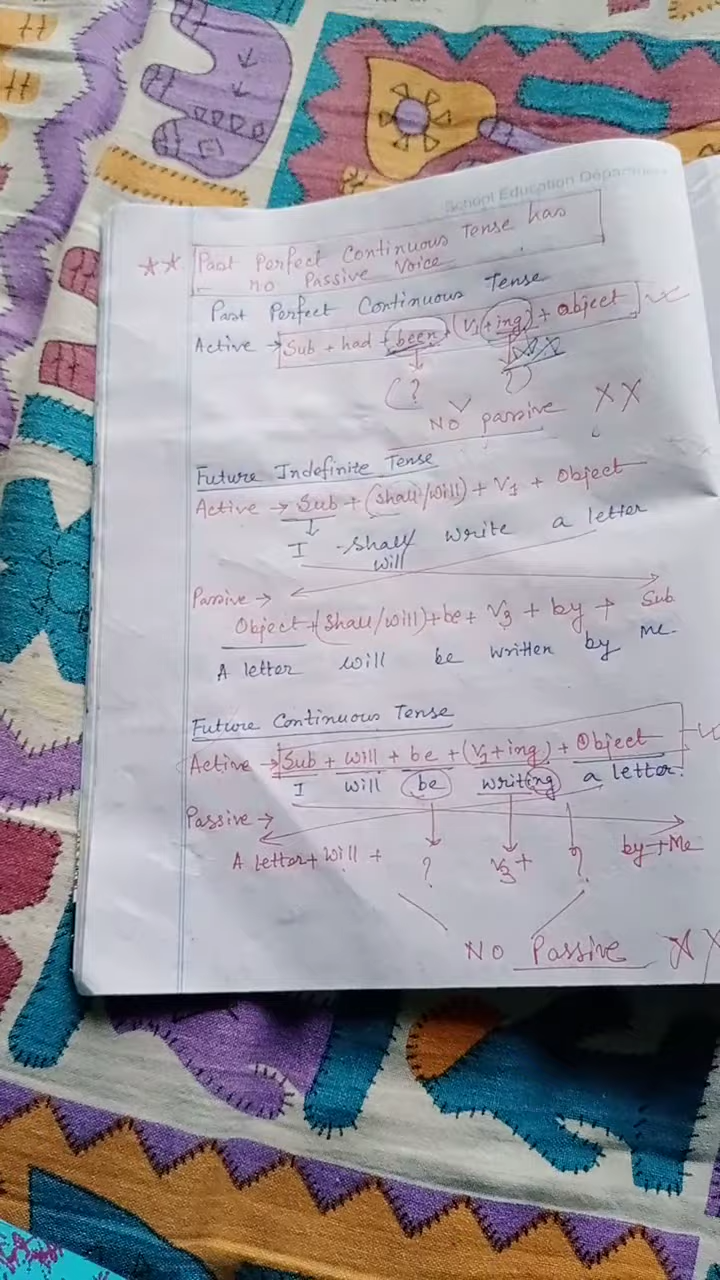 School Education Departm
** Past Perfect Continuous Tense has
no Passive Voice
Past Perfect Continuous Tense
Active → Sub + had + been + (V1 + ing) + Object
(? ?)
No passive XX
Future Indefinite Tense
Active → Sub + (shall/will) + V1 + Object
I shall write a letter
will
Passive →
Object + (shall/will) + be + V3 + by + Sub
A letter will be written by me.
Future Continuous Tense
Active → Sub + will + be + (V1 + ing) + Object
I will be writing a letter.
Passive →
A letter + will + ? V3 + ? by + Me
NO Passive XX